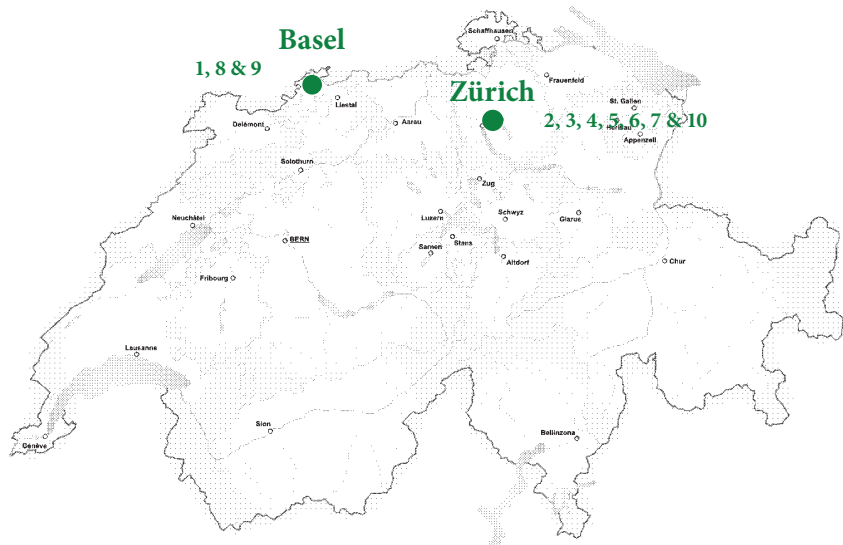 Schaffhausen
Basel
1, 8 & 9
Frauenfeld
Zürich
Liestal
St. Gallen
2, 3, 4, 5, 6, 7 & 10
Aarau
Herisau
Delémont
Appenzell
Solothurn
Zug
Neuchâtel
Luzern
Schwyz
Glarus
BERN
Stans
Sarnen
Altdorf
Chur
Fribourg
Lausanne
Sion
Bellinzona
Genève